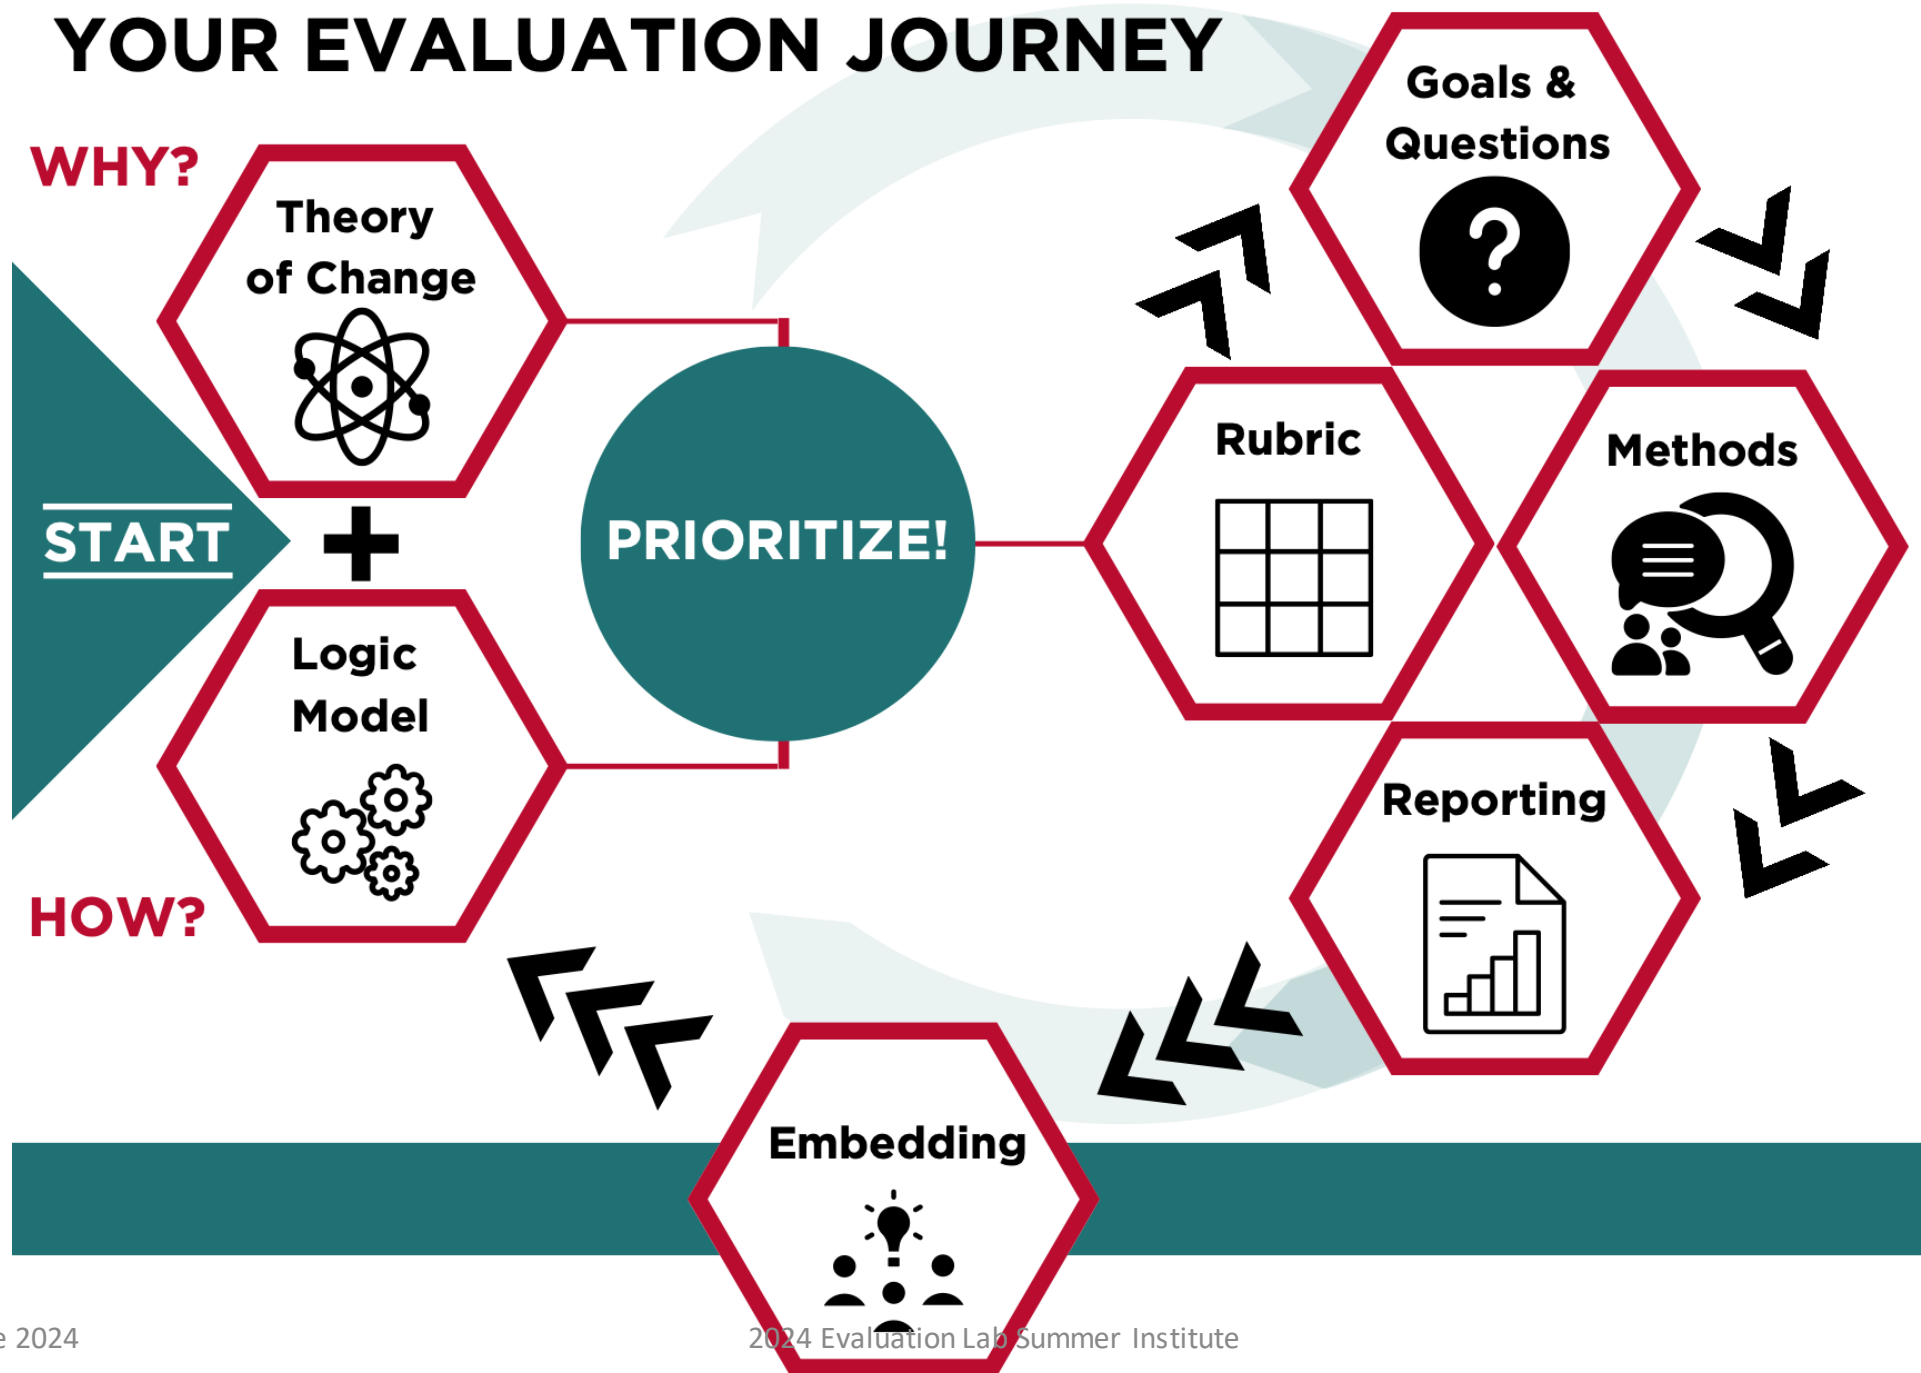 YOUR EVALUATION JOURNEY
WHY?
Theory
of Change
START
+
Logic
Model
HOW?
PRIORITIZE!
Goals &
Questions
?
Rubric
Methods
Reporting
Embedding
2024
2024 Evaluation Lab Summer Institute